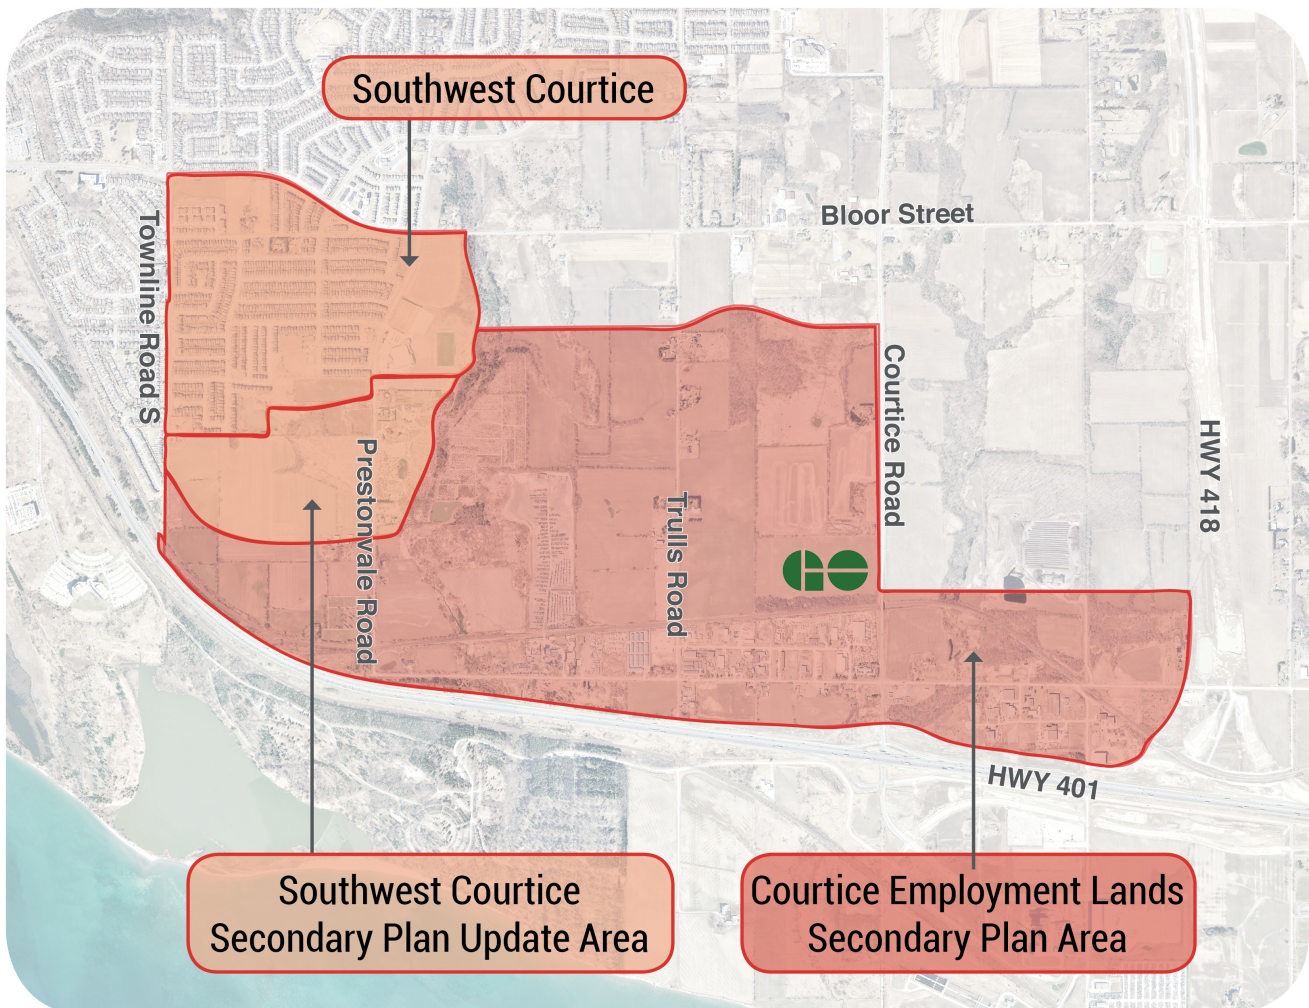 Southwest Courtice
Bloor Street
Townline Road S
Courtice Road
HWY 418
Prestonvale Road
Trulls Road
GO
HWY 401
Southwest Courtice
Secondary Plan Update Area
Courtice Employment Lands
Secondary Plan Area